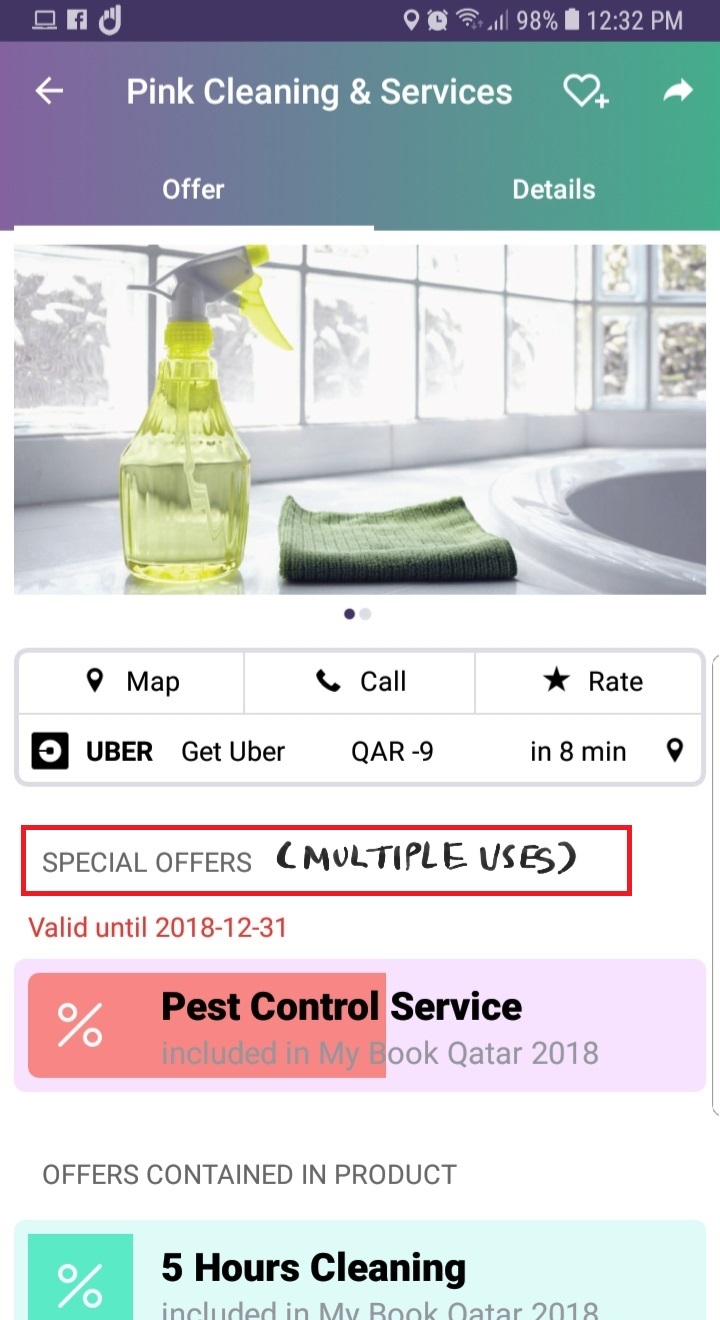 98% 12:32 PM
Pink Cleaning & Services
Offer Details
Map Call Rate
UBER Get Uber QAR -9 in 8 min
SPECIAL OFFERS (MULTIPLE USES)
Valid until 2018-12-31
Pest Control Service
included in My Book Qatar 2018
OFFERS CONTAINED IN PRODUCT
5 Hours Cleaning
included in My Book Qatar 2018